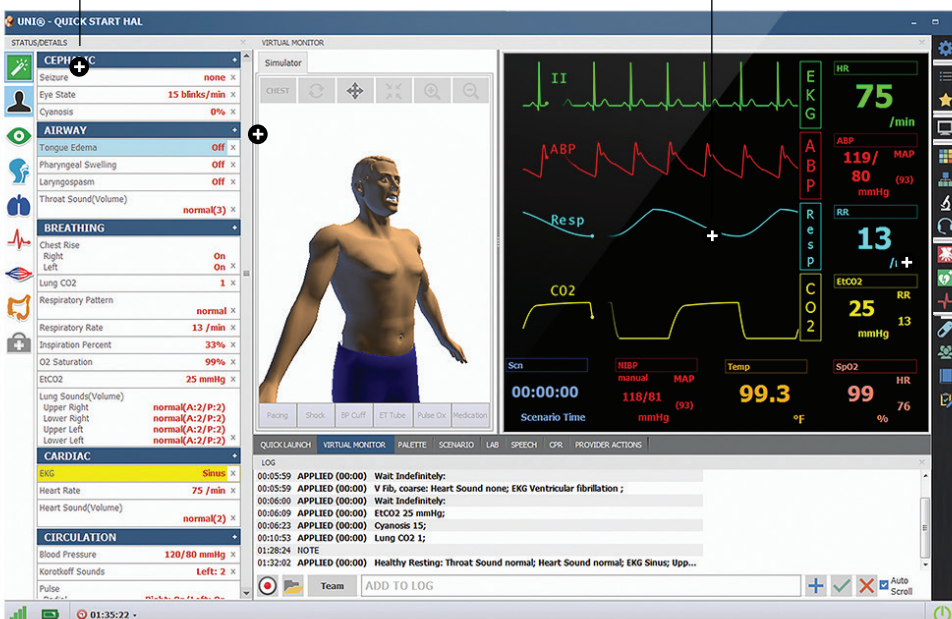 UNI® - QUICK START HAL
STATUS/DETAILS
CEPHALIC
Seizure none
Eye State 15 blinks/min
Cyanosis 0%
AIRWAY
Tongue Edema Off
Pharyngeal Swelling Off
Laryngospasm Off
Throat Sound(Volume)
normal(3)
BREATHING
Chest Rise
Right On
Left On
Lung CO2 1
Respiratory Pattern
normal
Respiratory Rate 13 /min
Inspiration Percent 33%
O2 Saturation 99%
EtCO2 25 mmHg
Lung Sounds(Volume)
Upper Right normal(A:2/P:2)
Lower Right normal(A:2/P:2)
Upper Left normal(A:2/P:2)
Lower Left normal(A:2/P:2)
CARDIAC
EKG Sinus
Heart Rate 75 /min
Heart Sound(Volume)
normal(2)
CIRCULATION
Blood Pressure 120/80 mmHg
Korotkoff Sounds Left: 2
Pulse
01:35:22
VIRTUAL MONITOR
Simulator
CHEST
Pacing Shock BP Cuff ET Tube Pulse Ox Medication
II
EKG
HR
75
/min
ABP
ABP
ABP
119/
80
MAP
(93)
mmHg
Resp
Resp
RR
13
CO2
CO2
EtCO2
25
mmHg
RR
13
Scn
00:00:00
Scenario Time
NIBP
manual MAP
118/81
(93)
mmHg
Temp
99.3
°F
SpO2
99
%
HR
76
QUICK LAUNCH VIRTUAL MONITOR PALETTE SCENARIO LAB SPEECH CPR PROVIDER ACTIONS
LOG
00:05:59 APPLIED (00:00) Wait Indefinitely:
00:05:59 APPLIED (00:00) V Fib, coarse: Heart Sound none; EKG Ventricular fibrillation ;
00:06:00 APPLIED (00:00) Wait Indefinitely:
00:06:09 APPLIED (00:00) EtCO2 25 mmHg;
00:06:23 APPLIED (00:00) Cyanosis 15;
00:10:53 APPLIED (00:00) Lung CO2 1;
01:28:24 NOTE
01:32:02 APPLIED (00:00) Healthy Resting: Throat Sound normal; Heart Sound normal; EKG Sinus; Upp...
Team ADD TO LOG
Auto
Scroll